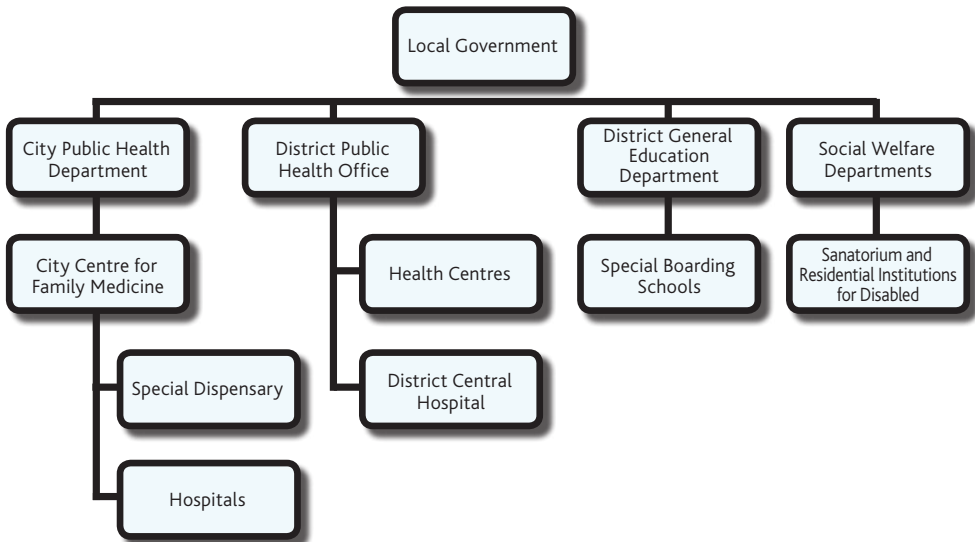 Local Government
City Public Health
Department
District Public
Health Office
District General
Education
Department
Social Welfare
Departments
City Centre for
Family Medicine
Health Centres
Special Boarding
Schools
Sanatorium and
Residential Institutions
for Disabled
Special Dispensary
District Central
Hospital
Hospitals